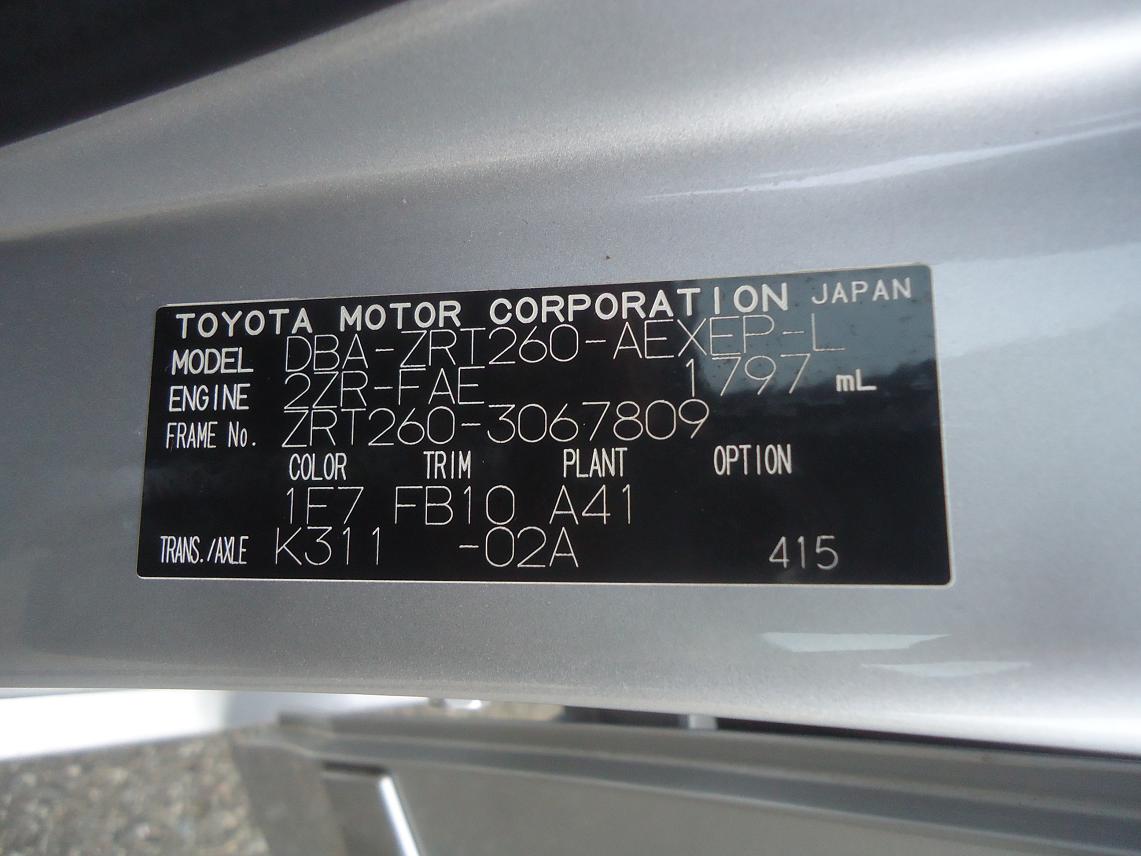 TOYOTA MOTOR CORPORATION JAPAN
MODEL DBA-ZRT260-AEXEP-L
ENGINE 2ZR-FAE 1797 mL
FRAME No. ZRT260-3067809
COLOR TRIM PLANT OPTION
1E7 FB10 A41
TRANS./AXLE K311 -02A 415